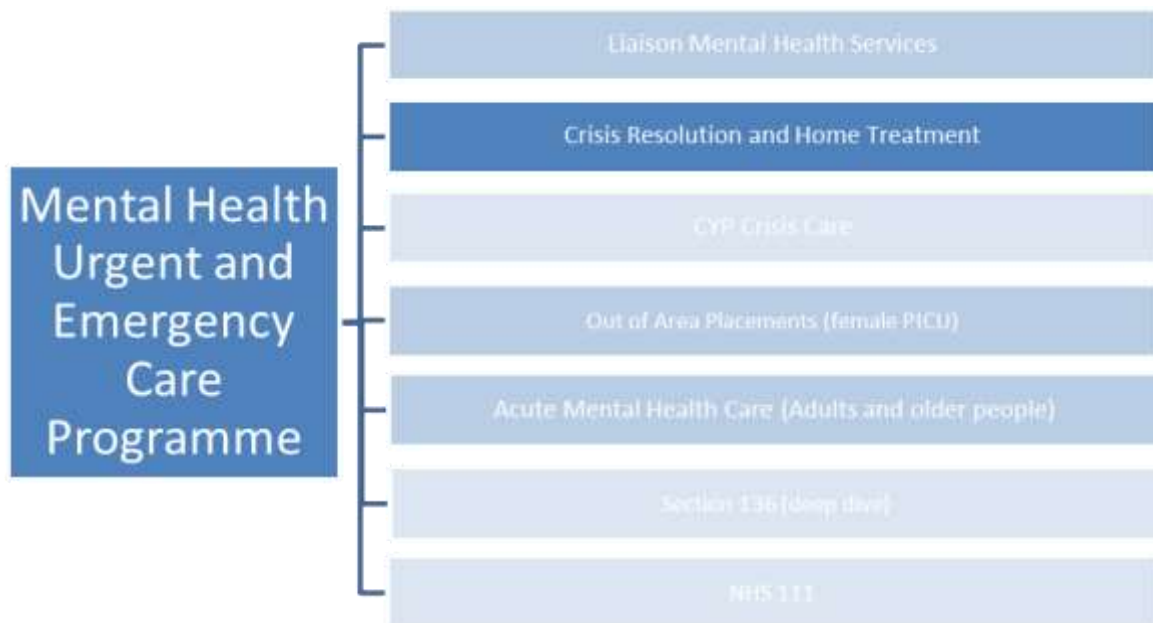 Mental Health
Urgent and
Emergency
Care
Programme
Liaison Mental Health Services
Crisis Resolution and Home Treatment
CYP Crisis Care
Out of Area Placements (female PICU)
Acute Mental Health Care (Adults and older people)
Section 136 (deep dive)
NHS 111